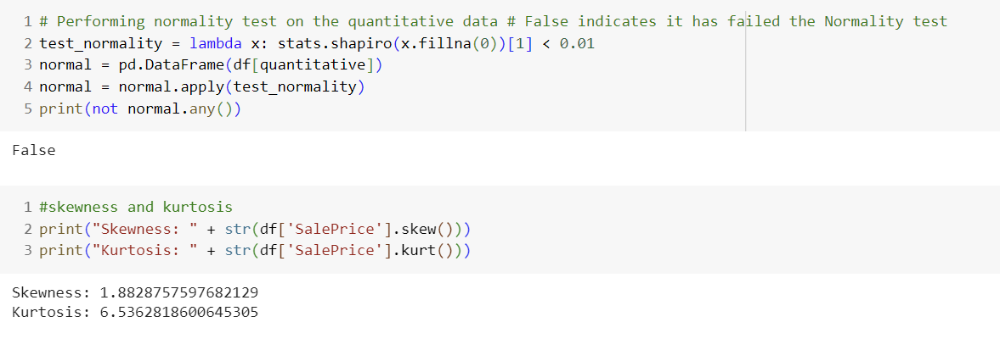 1 # Performing normality test on the quantitative data # False indicates it has failed the Normality test
2 test_normality = lambda x: stats.shapiro(x.fillna(0))[1] < 0.01
3 normal = pd.DataFrame(df[quantitative])
4 normal = normal.apply(test_normality)
5 print(not normal.any())
False
1 #skewness and kurtosis
2 print("Skewness: " + str(df['SalePrice'].skew()))
3 print("Kurtosis: " + str(df['SalePrice'].kurt()))
Skewness: 1.8828757597682129
Kurtosis: 6.5362818600645305